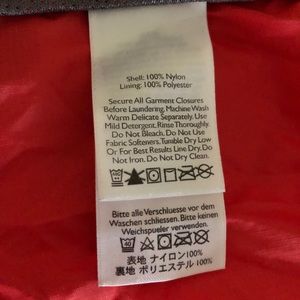 Shell: 100% Nylon
Lining: 100% Polyester
Secure All Garment Closures
Before Laundering. Machine Wash
Warm Delicate Separately. Use
Mild Detergent. Rinse Thoroughly.
Do Not Bleach. Do Not Use
Fabric Softeners. Tumble Dry Low
Or For Best Results Line Dry. Do
Not Iron. Do Not Dry Clean.
Bitte alle Verschluesse vor dem
Waschen schliessen. Bitte keinen
Weichspueler verwenden.
表地 ナイロン100%
裏地 ポリエステル 100%